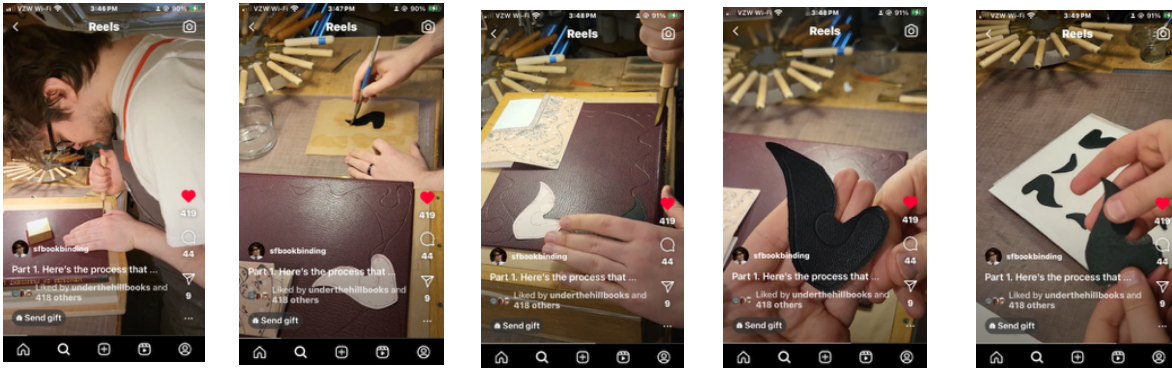 VZW Wi-Fi 3:46 PM 90%
Reels
419
sfbookbinding
44
Part 1. Here's the process that ...
Liked by underthehillbooks and
418 others
9
Send gift
VZW Wi-Fi 3:47 PM 90%
Reels
419
sfbookbinding
44
Part 1. Here's the process that ...
Liked by underthehillbooks and
418 others
9
Send gift
VZW Wi-Fi 3:48 PM 91%
Reels
419
sfbookbinding
44
Part 1. Here's the process that ...
Liked by underthehillbooks and
418 others
9
Send gift
VZW Wi-Fi 3:48 PM 91%
Reels
419
sfbookbinding
44
Part 1. Here's the process that ...
Liked by underthehillbooks and
418 others
9
Send gift
VZW Wi-Fi 3:49 PM 91%
Reels
419
sfbookbinding
44
Part 1. Here's the process that ...
Liked by underthehillbooks and
418 others
9
Send gift